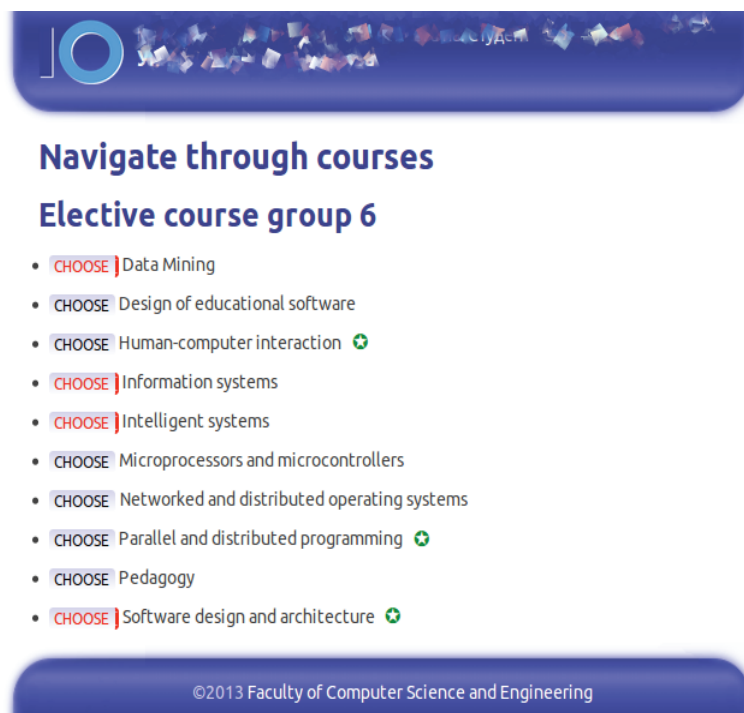 Navigate through courses
Elective course group 6
CHOOSE Data Mining
CHOOSE Design of educational software
CHOOSE Human-computer interaction
CHOOSE Information systems
CHOOSE Intelligent systems
CHOOSE Microprocessors and microcontrollers
CHOOSE Networked and distributed operating systems
CHOOSE Parallel and distributed programming
CHOOSE Pedagogy
CHOOSE Software design and architecture
©2013 Faculty of Computer Science and Engineering